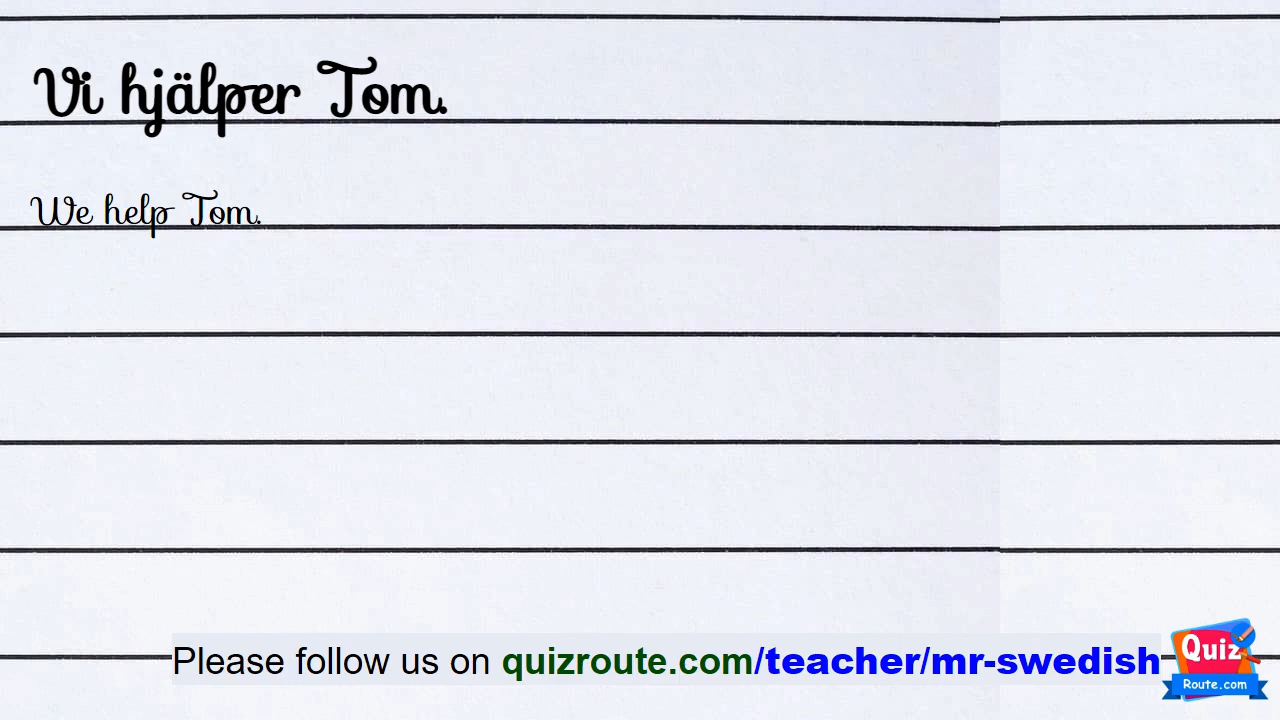 Vi hjälper Tom.
We help Tom.
Please follow us on quizroute.com/teacher/mr-swedish
Quiz
Route.com